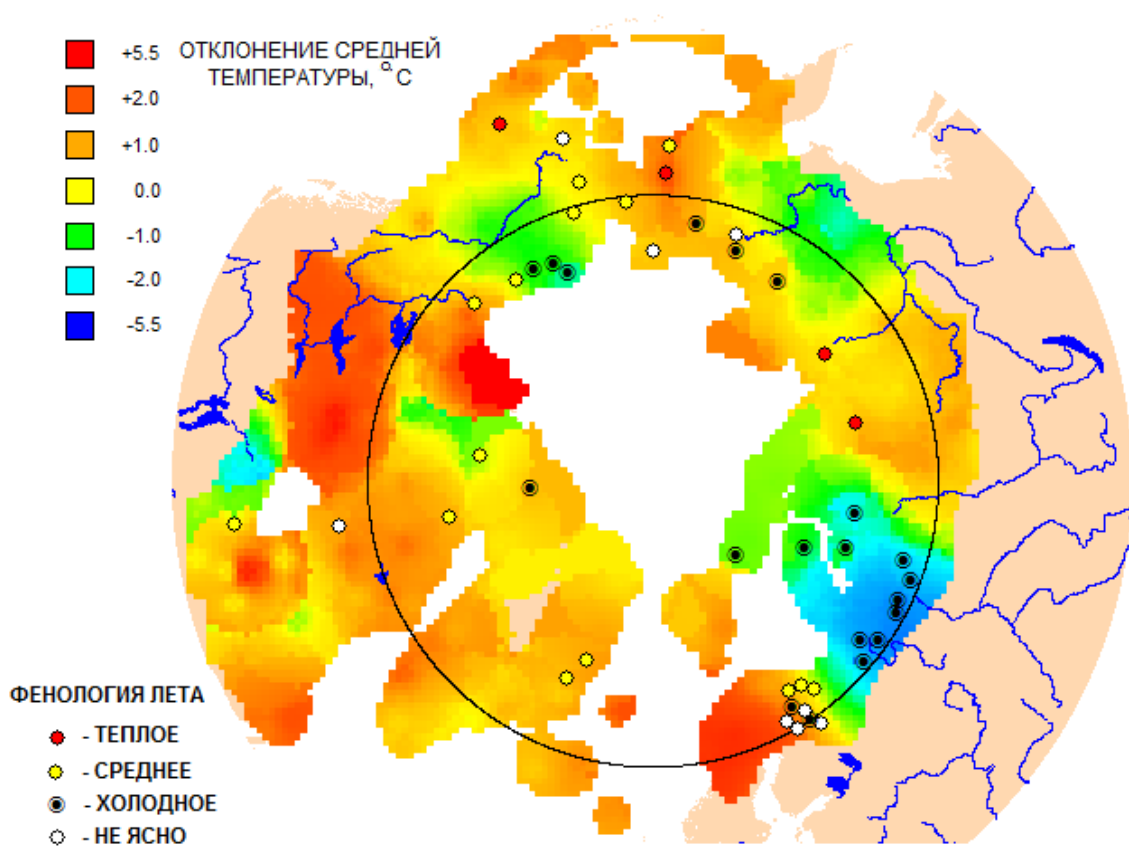 ОТКЛОНЕНИЕ СРЕДНЕЙ
ТЕМПЕРАТУРЫ, °C
+5.5
+2.0
+1.0
0.0
-1.0
-2.0
-5.5
ФЕНОЛОГИЯ ЛЕТА
- ТЕПЛОЕ
- СРЕДНЕЕ
- ХОЛОДНОЕ
- НЕ ЯСНО